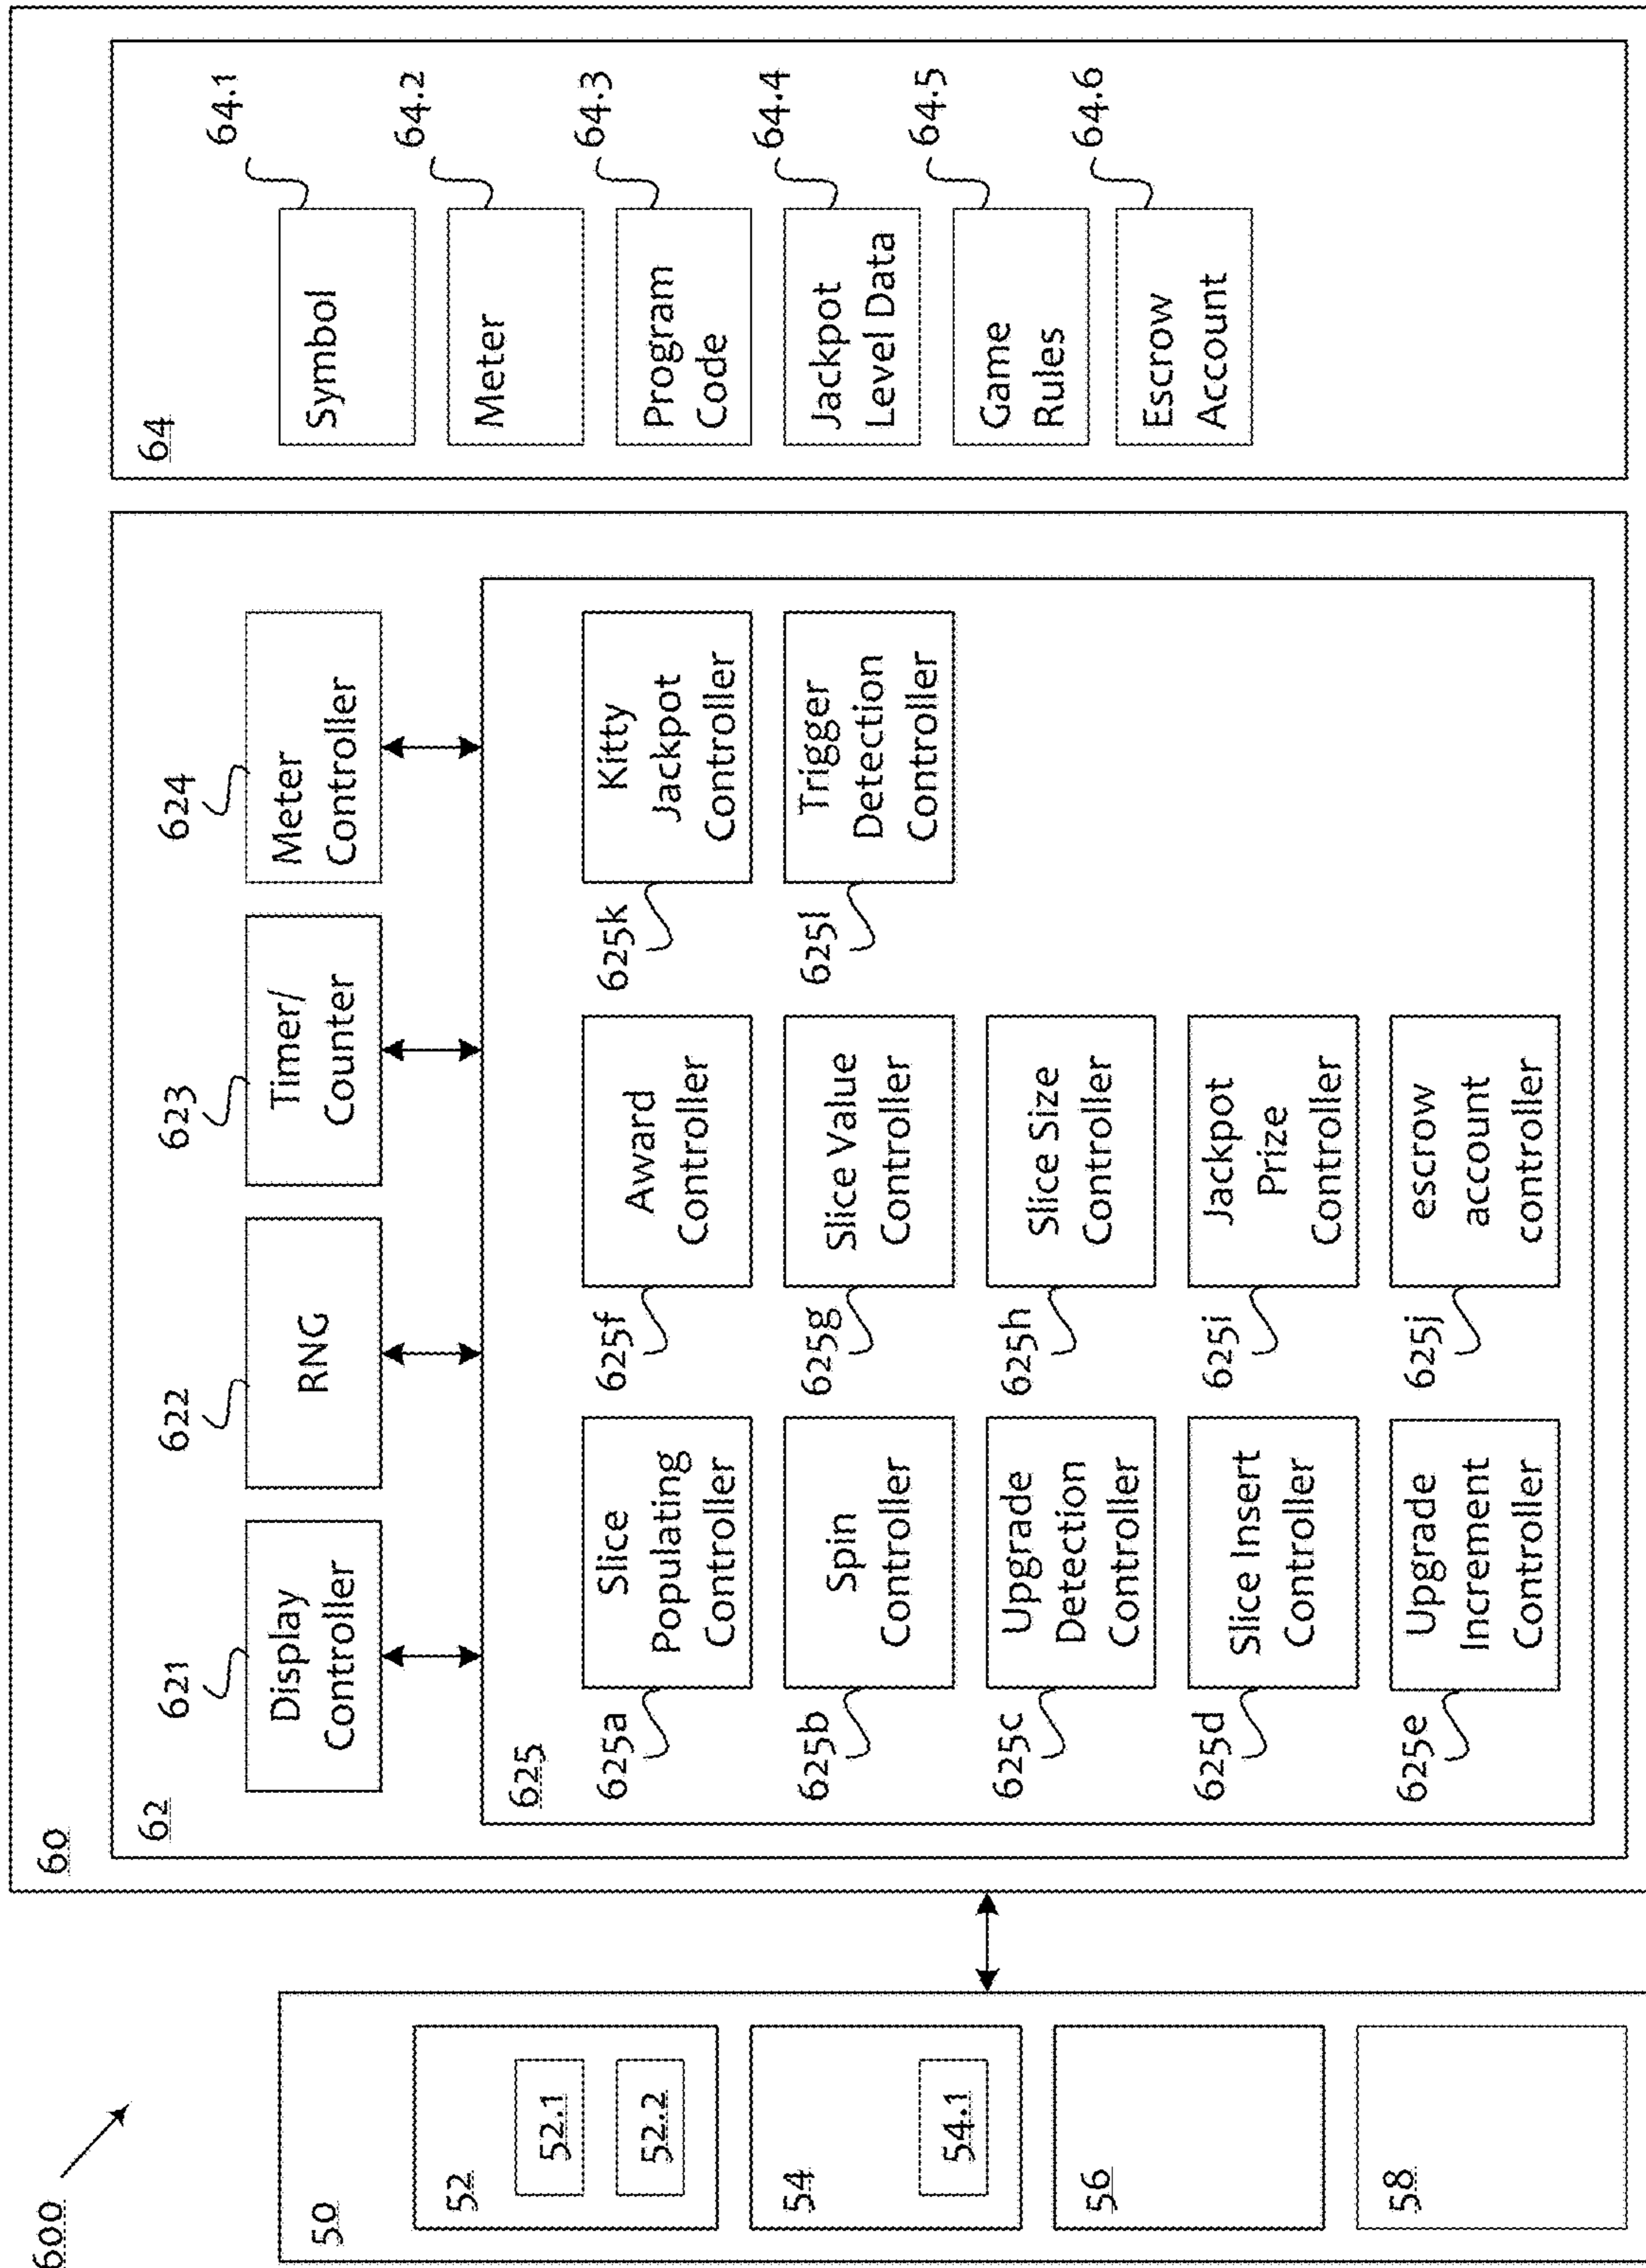 600
50
52
52.1
52.2
54
54.1
56
58
60
62
621
Display
Controller
622
RNG
623
Timer/
Counter
624
Meter
Controller
625
625a
Slice
Populating
Controller
625b
Spin
Controller
625c
Upgrade
Detection
Controller
625d
Slice Insert
Controller
625e
Upgrade
Increment
Controller
625f
Award
Controller
625g
Slice Value
Controller
625h
Slice Size
Controller
625i
Jackpot
Prize
Controller
625j
escrow
account
controller
625k
Kitty
Jackpot
Controller
625l
Trigger
Detection
Controller
64
Symbol
64.1
Meter
64.2
Program
Code
64.3
Jackpot
Level Data
64.4
Game
Rules
64.5
Escrow
Account
64.6